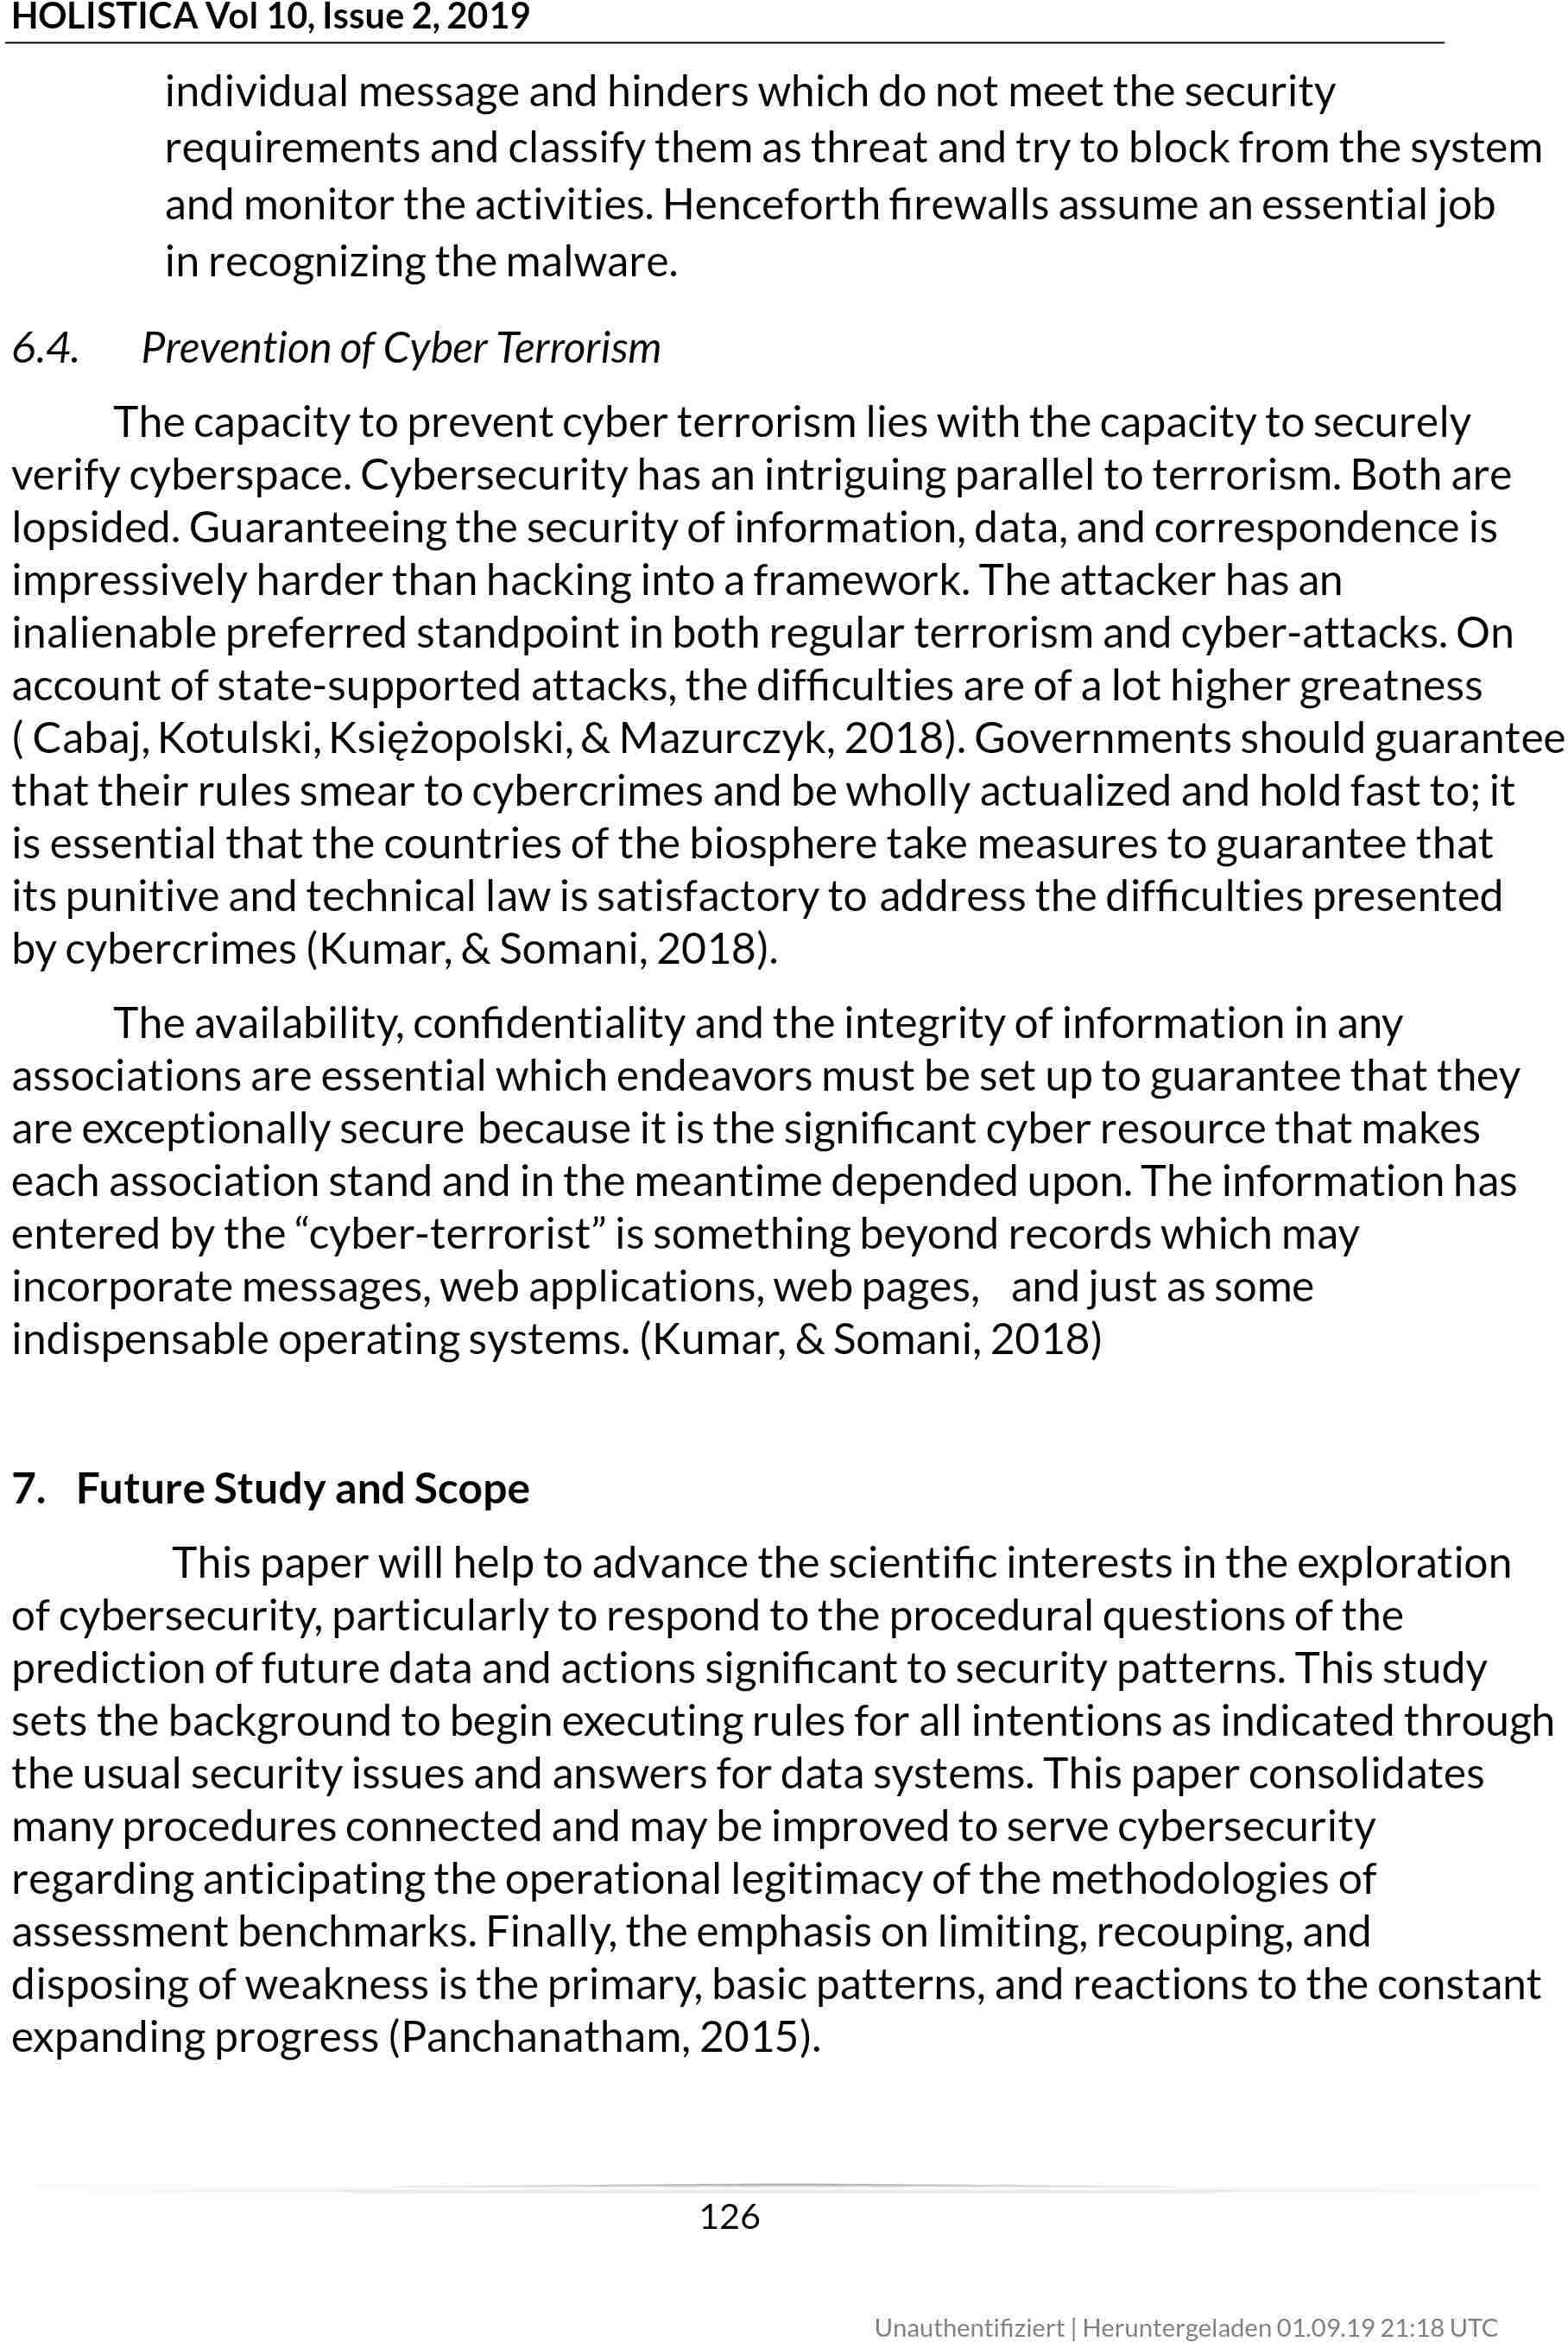 HOLISTICA Vol 10, Issue 2, 2019
individual message and hinders which do not meet the security
requirements and classify them as threat and try to block from the system
and monitor the activities. Henceforth firewalls assume an essential job
in recognizing the malware.
6.4. Prevention of Cyber Terrorism
The capacity to prevent cyber terrorism lies with the capacity to securely
verify cyberspace. Cybersecurity has an intriguing parallel to terrorism. Both are
lopsided. Guaranteeing the security of information, data, and correspondence is
impressively harder than hacking into a framework. The attacker has an
inalienable preferred standpoint in both regular terrorism and cyber-attacks. On
account of state-supported attacks, the difficulties are of a lot higher greatness
( Cabaj, Kotulski, Księżopolski, & Mazurczyk, 2018). Governments should guarantee
that their rules smear to cybercrimes and be wholly actualized and hold fast to; it
is essential that the countries of the biosphere take measures to guarantee that
its punitive and technical law is satisfactory to address the difficulties presented
by cybercrimes (Kumar, & Somani, 2018).
The availability, confidentiality and the integrity of information in any
associations are essential which endeavors must be set up to guarantee that they
are exceptionally secure because it is the significant cyber resource that makes
each association stand and in the meantime depended upon. The information has
entered by the “cyber-terrorist” is something beyond records which may
incorporate messages, web applications, web pages, and just as some
indispensable operating systems. (Kumar, & Somani, 2018)
7. Future Study and Scope
This paper will help to advance the scientific interests in the exploration
of cybersecurity, particularly to respond to the procedural questions of the
prediction of future data and actions significant to security patterns. This study
sets the background to begin executing rules for all intentions as indicated through
the usual security issues and answers for data systems. This paper consolidates
many procedures connected and may be improved to serve cybersecurity
regarding anticipating the operational legitimacy of the methodologies of
assessment benchmarks. Finally, the emphasis on limiting, recouping, and
disposing of weakness is the primary, basic patterns, and reactions to the constant
expanding progress (Panchanatham, 2015).
126
Unauthentifiziert | Heruntergeladen 01.09.19 21:18 UTC